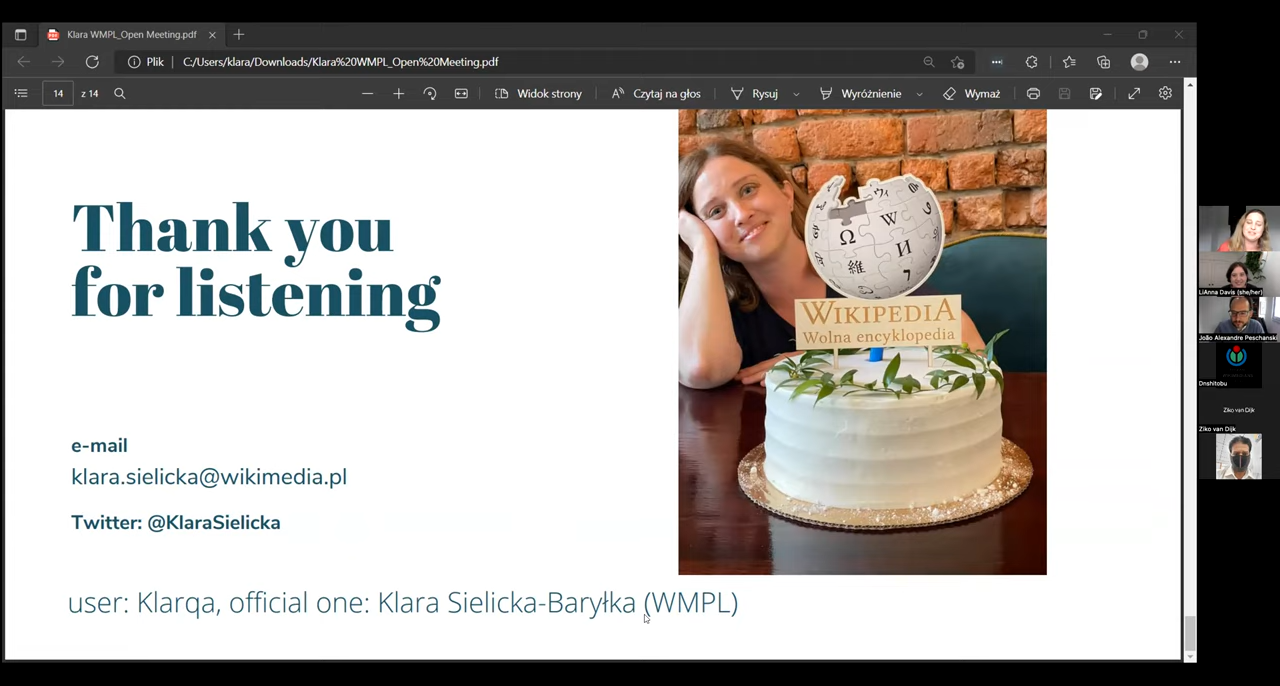 Klara WMPL_Open Meeting.pdf
Plik
C:/Users/klara/Downloads/Klara%20WMPL_Open%20Meeting.pdf
14 z 14
Widok strony
Czytaj na głos
Rysuj
Wyróżnienie
Wymaż
Thank you
for listening
Ω
W
И
維
WIKIPEDIA
Wolna encyklopedia
e-mail
klara.sielicka@wikimedia.pl
Twitter: @KlaraSielicka
user: Klarqa, official one: Klara Sielicka-Baryłka (WMPL)
LiAnna Davis (she/her)
João Alexandre Peschanski
Dnshitobu
Ziko van Dijk
Ziko van Dijk